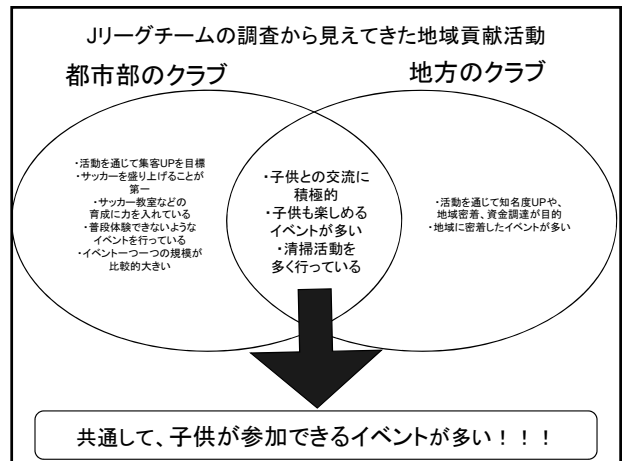 Jリーグチームの調査から見えてきた地域貢献活動
都市部のクラブ
地方のクラブ
・活動を通じて集客UPを目標
・サッカーを盛り上げることが
第一
・サッカー教室などの
育成に力を入れている
・普段体験できないような
イベントを行っている
・イベント一つ一つの規模が
比較的大きい
・子供との交流に
積極的
・子供も楽しめる
イベントが多い
・清掃活動を
多く行っている
・活動を通じて知名度UPや、
地域密着、資金調達が目的
・地域に密着したイベントが多い
共通して、子供が参加できるイベントが多い！！！